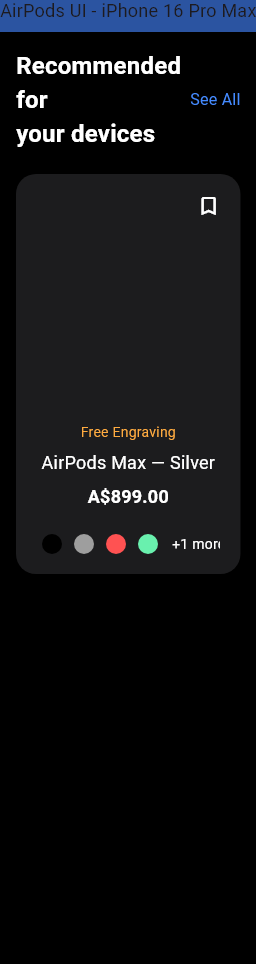 AirPods UI - iPhone 16 Pro Max
Recommended
for
your devices
See All
Free Engraving
AirPods Max — Silver
A$899.00
+1 more